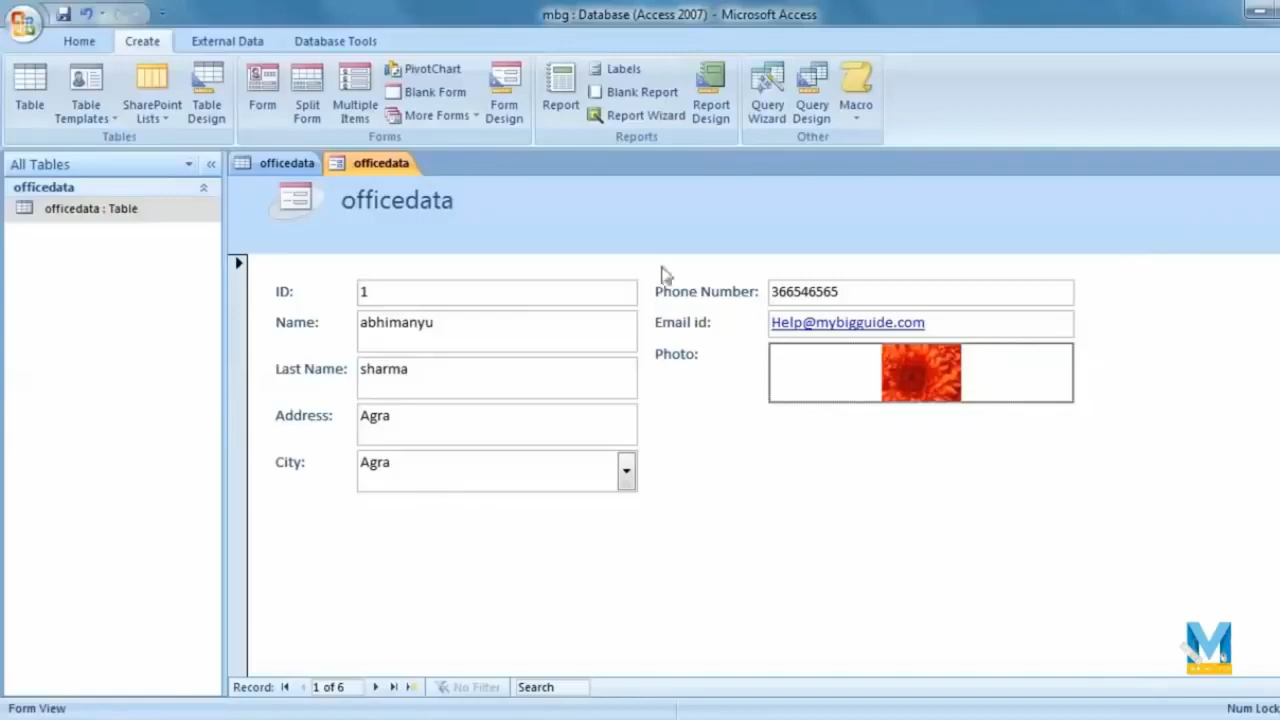 mbg : Database (Access 2007) - Microsoft Access
Home Create External Data Database Tools
Table Table Templates SharePoint Lists Table Design
Form Split Form Multiple Items PivotChart Blank Form More Forms Form Design
Report Labels Blank Report Report Wizard Report Design
Query Wizard Query Design Macro
Tables Forms Reports Other
All Tables « officedata officedata
officedata
officedata : Table
officedata
ID: 1 Phone Number: 366546565
Name: abhimanyu Email id: Help@mybigguide.com
Photo:
Last Name: sharma
Address: Agra
City: Agra
M
Record: 1 of 6 No Filter Search
Form View Num Lock